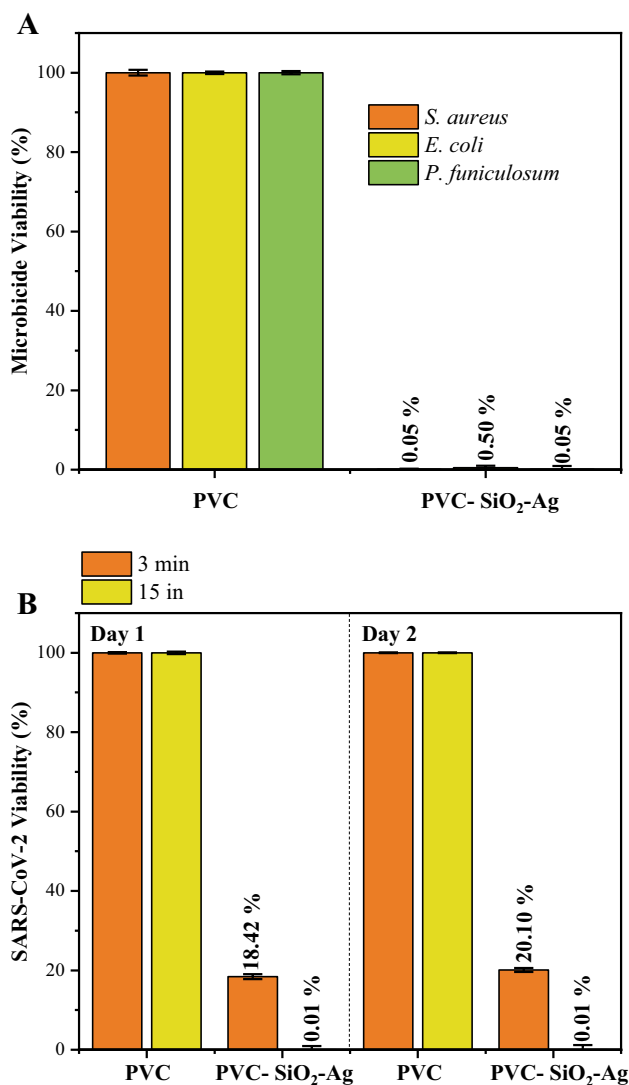 A
Microbicide Viability (%)
100
80
60
40
20
0
S. aureus
E. coli
P. funiculosum
0.05 %
0.50 %
0.05 %
PVC
PVC- SiO₂-Ag
3 min
15 in
B
SARS-CoV-2 Viability (%)
Day 1
Day 2
100
80
60
40
20
0
18.42 %
0.01 %
20.10 %
0.01 %
PVC
PVC- SiO₂-Ag
PVC
PVC- SiO₂-Ag